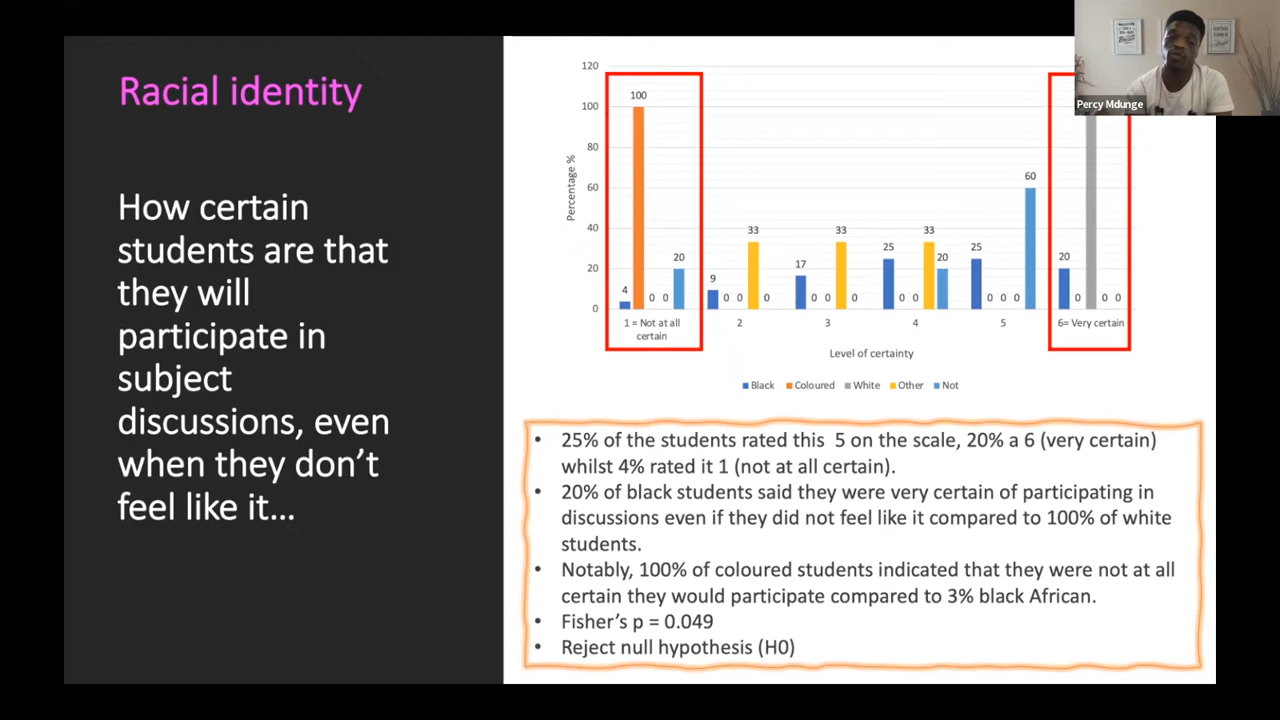 Racial identity
How certain
students are that
they will
participate in
subject
discussions, even
when they don't
feel like it…
Percy Mdunge
120
100
80
60
40
20
0
Percentage %
4 100 0 0 20
9 0 0 33 0
17 0 0 33 0
25 0 0 33 20
25 0 0 0 60
20 0 0 0
1 = Not at all
certain
2
3
4
5
6= Very certain
Level of certainty
Black Coloured White Other Not
• 25% of the students rated this 5 on the scale, 20% a 6 (very certain)
whilst 4% rated it 1 (not at all certain).
• 20% of black students said they were very certain of participating in
discussions even if they did not feel like it compared to 100% of white
students.
• Notably, 100% of coloured students indicated that they were not at all
certain they would participate compared to 3% black African.
• Fisher's p = 0.049
• Reject null hypothesis (H0)